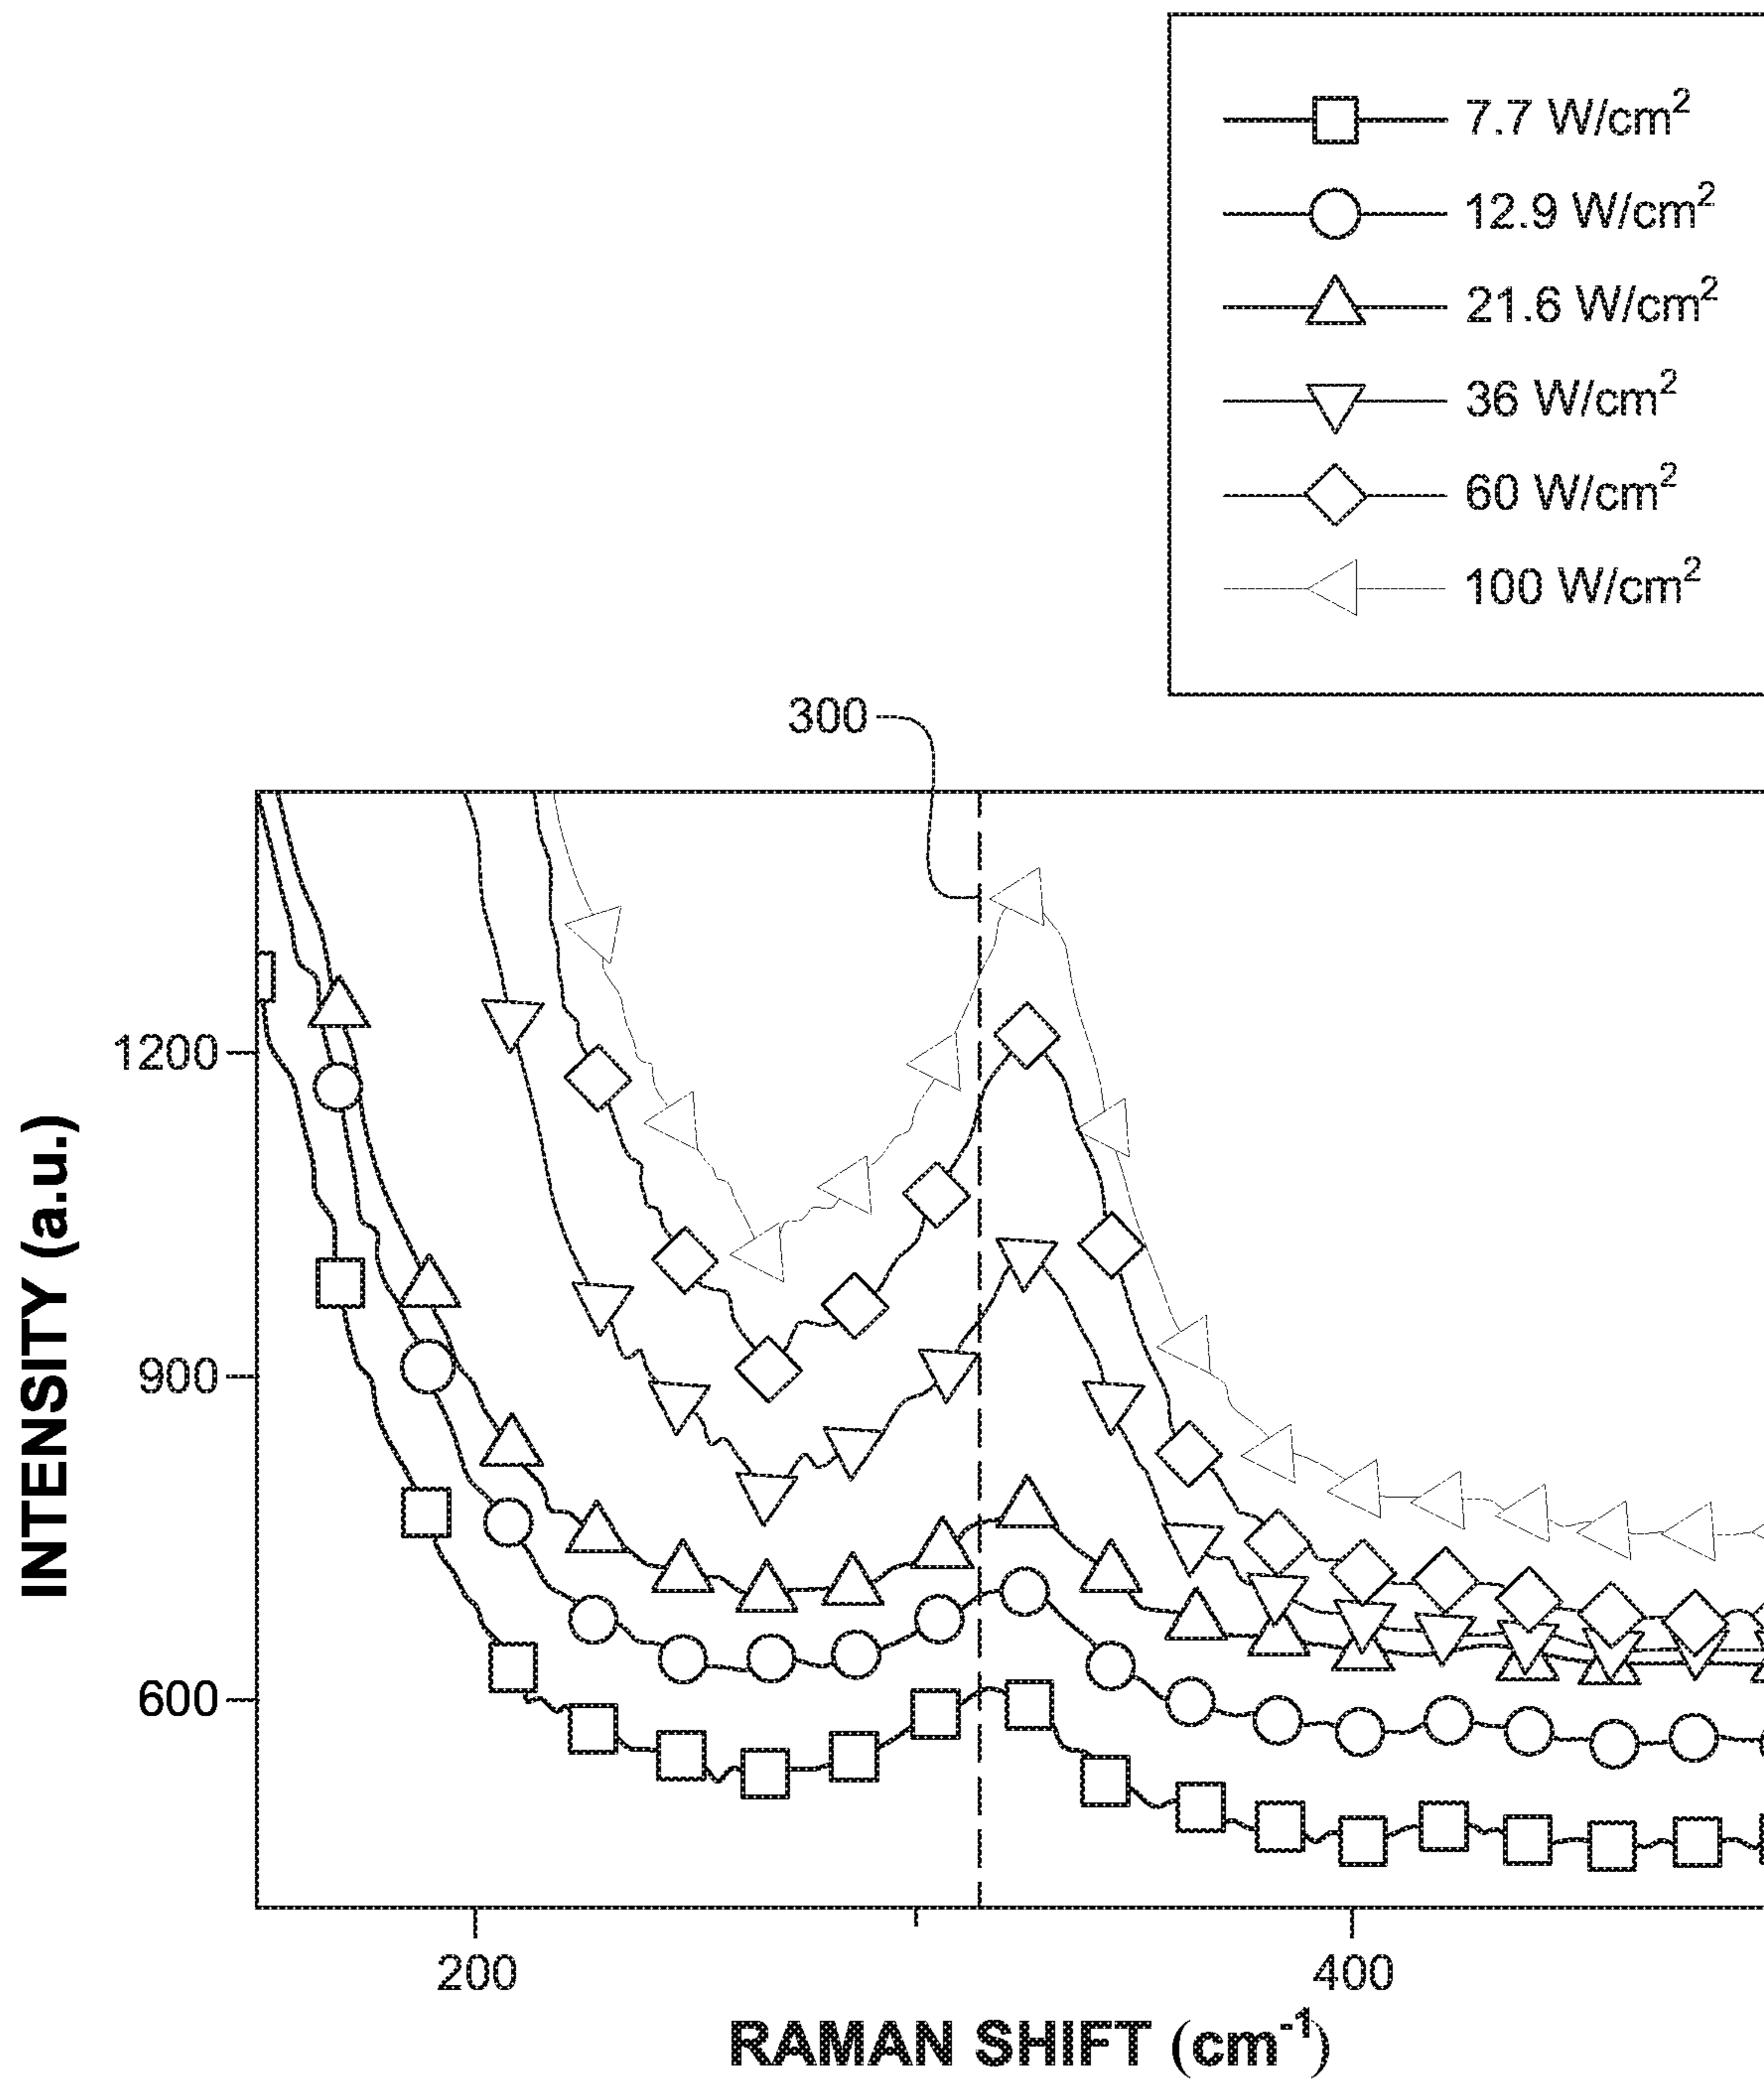 7.7 W/cm²
12.9 W/cm²
21.6 W/cm²
36 W/cm²
60 W/cm²
100 W/cm²
300
1200
900
600
INTENSITY (a.u.)
200
400
RAMAN SHIFT (cm⁻¹)